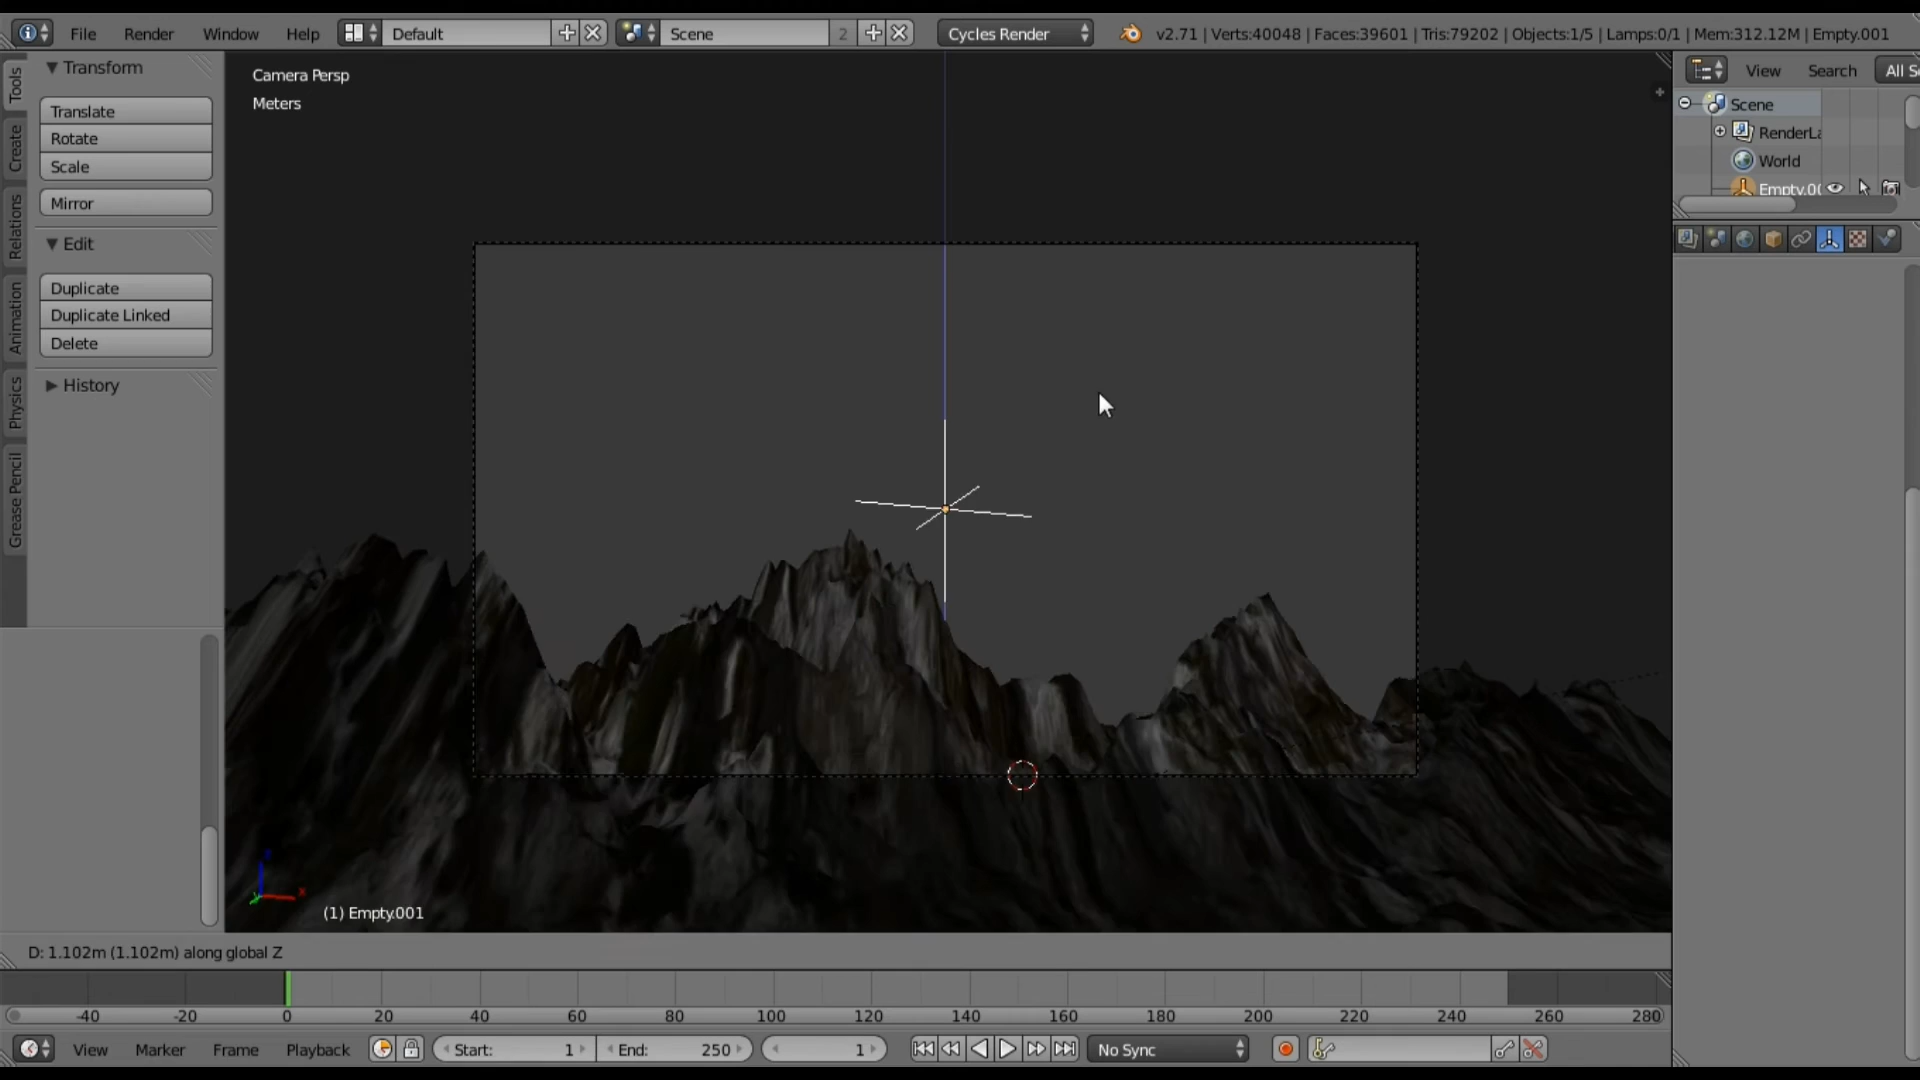 File Render Window Help Default Scene 2 Cycles Render v2.71 | Verts:40048 | Faces:39601 | Tris:79202 | Objects:1/5 | Lamps:0/1 | Mem:312.12M | Empty.001
Tools
Create
Relations
Animation
Physics
Grease Pencil
Transform
Translate
Rotate
Scale
Mirror
Edit
Duplicate
Duplicate Linked
Delete
History
Camera Persp
Meters
z
x
y
(1) Empty.001
View Search All S
Scene
RenderLa
World
Empty.00
D: 1.102m (1.102m) along global Z
-40 -20 0 20 40 60 80 100 120 140 160 180 200 220 240 260 280
View Marker Frame Playback Start: 1 End: 250 1 No Sync